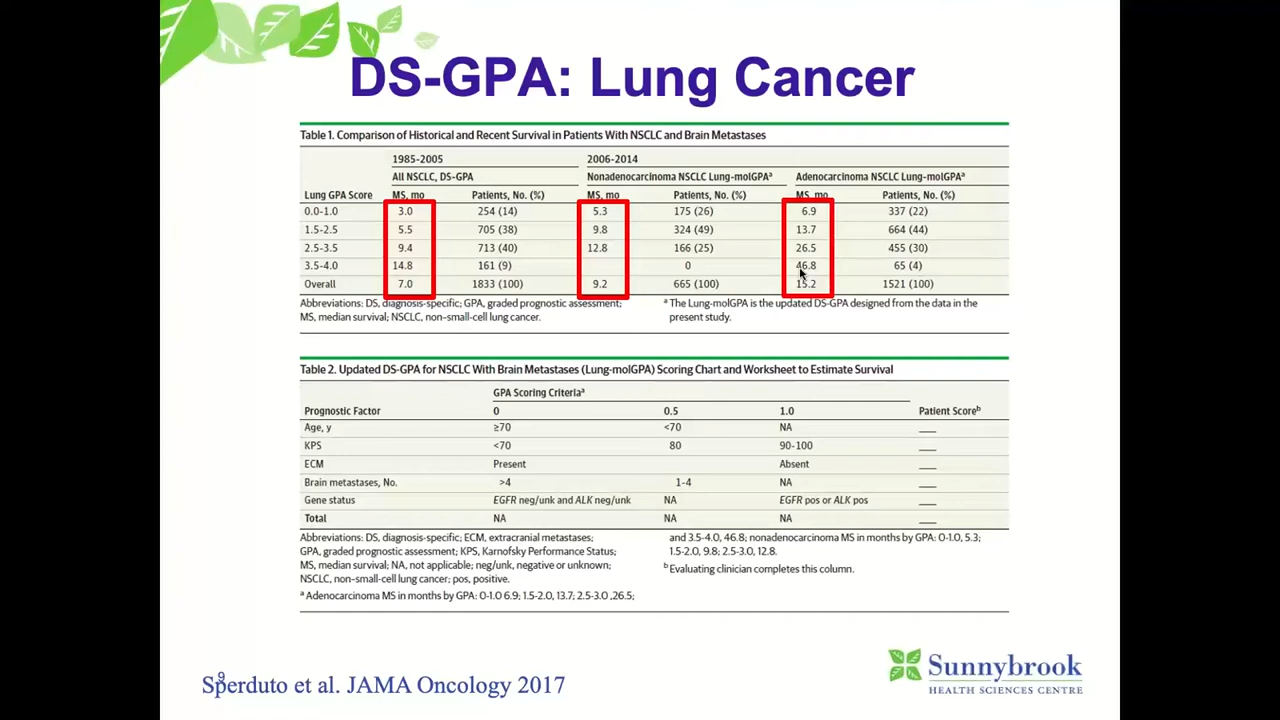 DS-GPA: Lung Cancer
Table 1. Comparison of Historical and Recent Survival in Patients With NSCLC and Brain Metastases
1985-2005 2006-2014
All NSCLC, DS-GPA Nonadenocarcinoma NSCLC Lung-molGPAᵃ Adenocarcinoma NSCLC Lung-molGPAᵃ
Lung GPA Score MS, mo Patients, No. (%) MS, mo Patients, No. (%) MS, mo Patients, No. (%)
0.0-1.0 3.0 254 (14) 5.3 175 (26) 6.9 337 (22)
1.5-2.5 5.5 705 (38) 9.8 324 (49) 13.7 664 (44)
2.5-3.5 9.4 713 (40) 12.8 166 (25) 26.5 455 (30)
3.5-4.0 14.8 161 (9) 0 46.8 65 (4)
Overall 7.0 1833 (100) 9.2 665 (100) 15.2 1521 (100)
Abbreviations: DS, diagnosis-specific; GPA, graded prognostic assessment;
MS, median survival; NSCLC, non-small-cell lung cancer.
ᵃ The Lung-molGPA is the updated DS-GPA designed from the data in the
present study.
Table 2. Updated DS-GPA for NSCLC With Brain Metastases (Lung-molGPA) Scoring Chart and Worksheet to Estimate Survival
GPA Scoring Criteriaᵃ
Prognostic Factor 0 0.5 1.0 Patient Scoreᵇ
Age, y ≥70 <70 NA
KPS <70 80 90-100
ECM Present Absent
Brain metastases, No. >4 1-4 NA
Gene status EGFR neg/unk and ALK neg/unk NA EGFR pos or ALK pos
Total NA NA NA
Abbreviations: DS, diagnosis-specific; ECM, extracranial metastases;
GPA, graded prognostic assessment; KPS, Karnofsky Performance Status;
MS, median survival; NA, not applicable; neg/unk, negative or unknown;
NSCLC, non-small-cell lung cancer; pos, positive.
ᵃ Adenocarcinoma MS in months by GPA: 0-1.0 6.9; 1.5-2.0, 13.7; 2.5-3.0 ,26.5;
and 3.5-4.0, 46.8; nonadenocarcinoma MS in months by GPA: 0-1.0, 5.3;
1.5-2.0, 9.8; 2.5-3.0, 12.8.
ᵇ Evaluating clinician completes this column.
9
Sperduto et al. JAMA Oncology 2017
Sunnybrook
HEALTH SCIENCES CENTRE